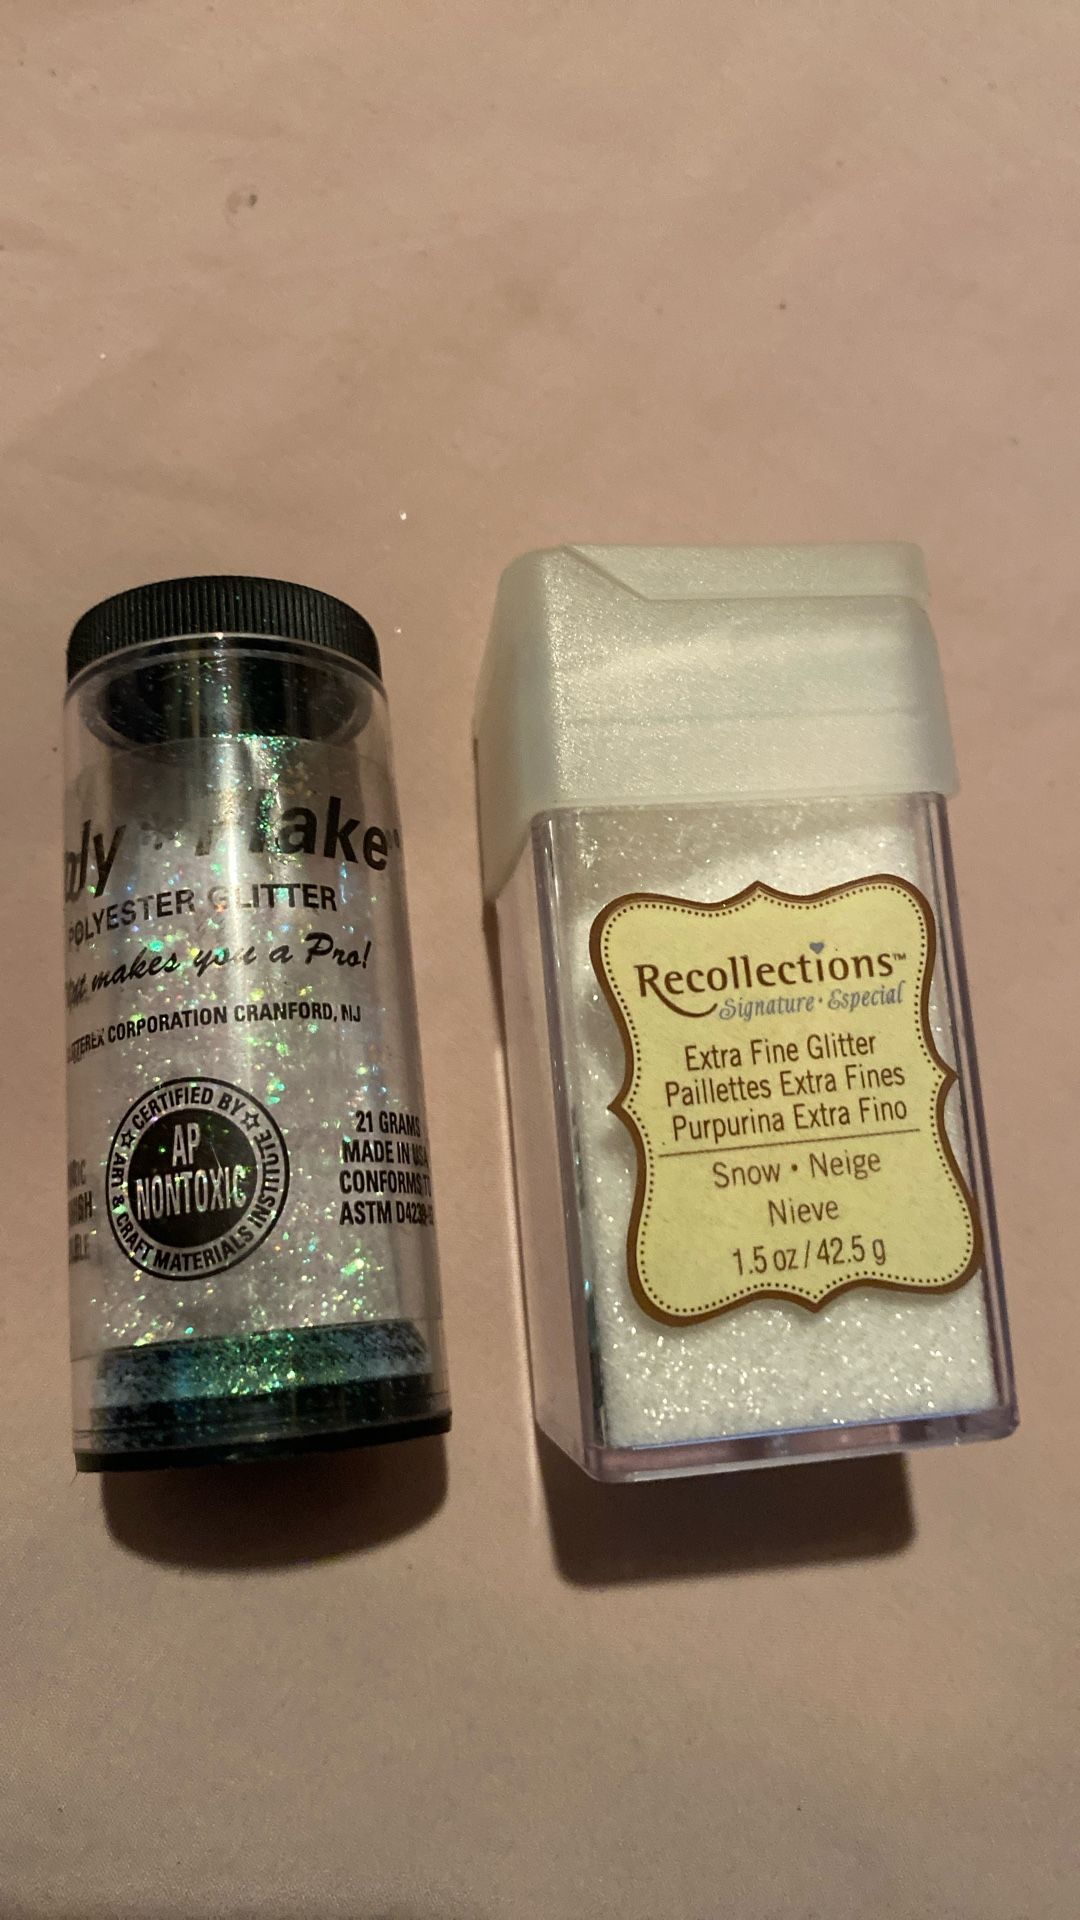 Flake®
POLYESTER GLITTER
makes you a Pro!
CORPORATION CRANFORD, NJ
CERTIFIED BY
AP
NONTOXIC
ART & CRAFT MATERIALS INSTITUTE
21 GRAMS
MADE IN USA
CONFORMS TO
ASTM
Recollections™
Signature • Especial
Extra Fine Glitter
Paillettes Extra Fines
Purpurina Extra Fino
Snow • Neige
Nieve
1.5 oz / 42.5 g